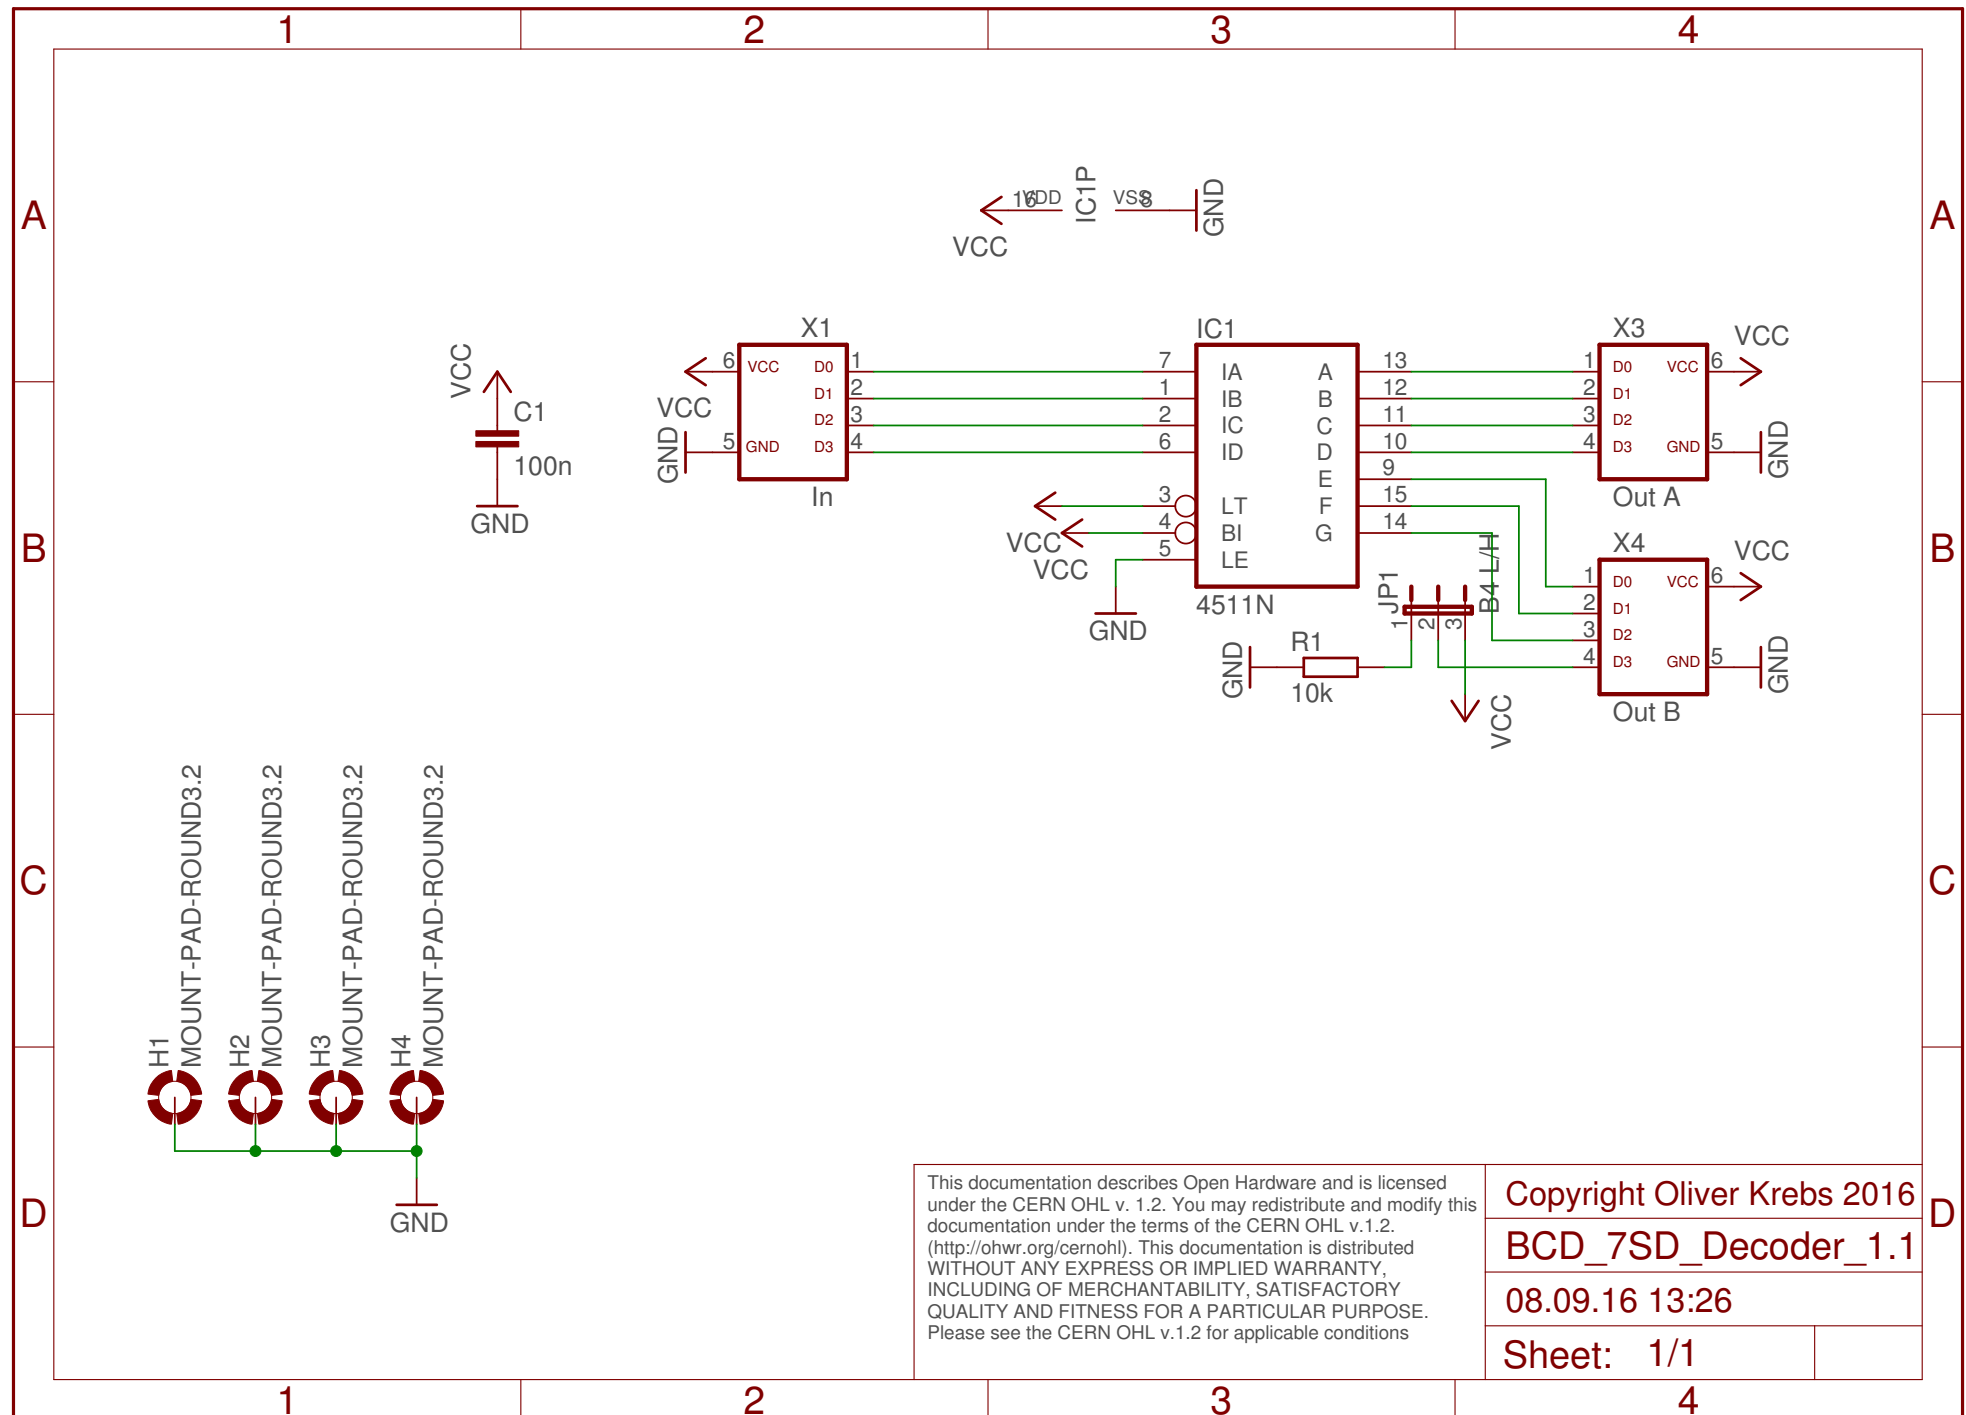 1 2 3 4
A A
B B
C C
D D
16 VDD IC1P VSS 8 GND
VCC
VCC
C1
100n
GND
X1
6 VCC D0 1
D1 2
VCC
D2 3
GND 5 GND D3 4
In
IC1
7 IA A 13
1 IB B 12
2 IC C 11
6 ID D 10
E 9
3 LT F 15
4 BI G 14
5 LE
VCC
VCC
GND
4511N
X3
VCC
1 D0 VCC 6
2 D1
3 D2
4 D3 GND 5 GND
Out A
X4
VCC
1 D0 VCC 6
2 D1
3 D2
4 D3 GND 5 GND
Out B
JP1
1 2 3
B4 L/H
GND
R1
10k
VCC
H1
MOUNT-PAD-ROUND3.2
H2
MOUNT-PAD-ROUND3.2
H3
MOUNT-PAD-ROUND3.2
H4
MOUNT-PAD-ROUND3.2
GND
This documentation describes Open Hardware and is licensed
under the CERN OHL v. 1.2. You may redistribute and modify this
documentation under the terms of the CERN OHL v.1.2.
(http://ohwr.org/cernohl). This documentation is distributed
WITHOUT ANY EXPRESS OR IMPLIED WARRANTY,
INCLUDING OF MERCHANTABILITY, SATISFACTORY
QUALITY AND FITNESS FOR A PARTICULAR PURPOSE.
Please see the CERN OHL v.1.2 for applicable conditions
Copyright Oliver Krebs 2016
BCD_7SD_Decoder_1.1
08.09.16 13:26
Sheet: 1/1
1 2 3 4